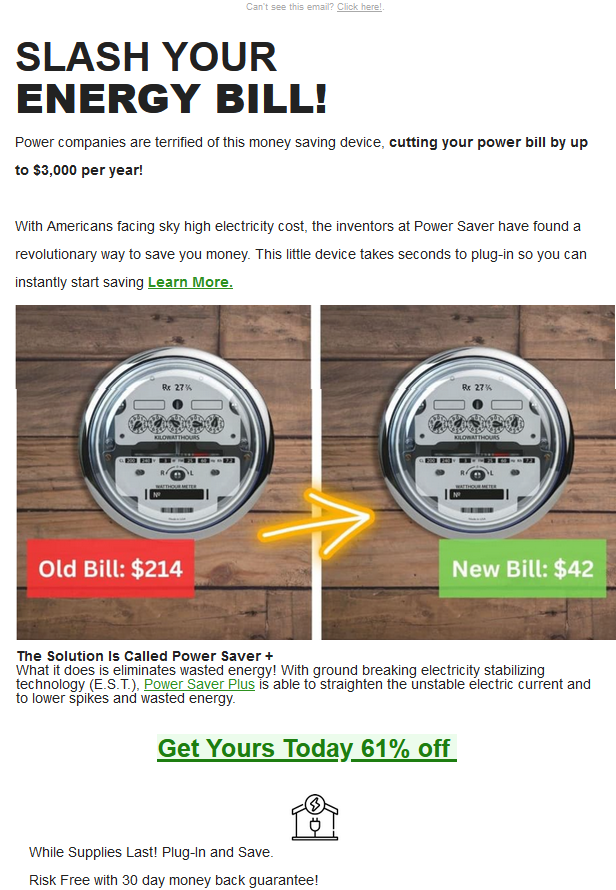 Can't see this email? Click here!.
SLASH YOUR
ENERGY BILL!
Power companies are terrified of this money saving device, cutting your power bill by up
to $3,000 per year!
With Americans facing sky high electricity cost, the inventors at Power Saver have found a
revolutionary way to save you money. This little device takes seconds to plug-in so you can
instantly start saving Learn More.
KILOWATTHOURS
R L
WATTHOUR METER
Nº
Old Bill: $214
KILOWATTHOURS
R L
WATTHOUR METER
Nº
New Bill: $42
The Solution Is Called Power Saver +
What it does is eliminates wasted energy! With ground breaking electricity stabilizing
technology (E.S.T.), Power Saver Plus is able to straighten the unstable electric current and
to lower spikes and wasted energy.
Get Yours Today 61% off
While Supplies Last! Plug-In and Save.
Risk Free with 30 day money back guarantee!